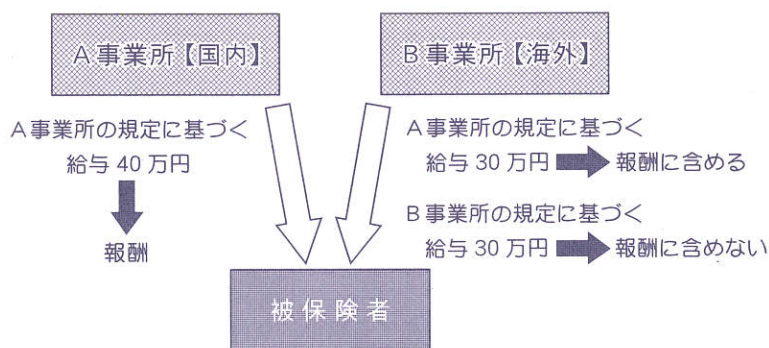 A事業所【国内】
B事業所【海外】
A事業所の規定に基づく
給与40万円
報酬
A事業所の規定に基づく
給与30万円
報酬に含める
B事業所の規定に基づく
給与30万円
報酬に含めない
被保険者